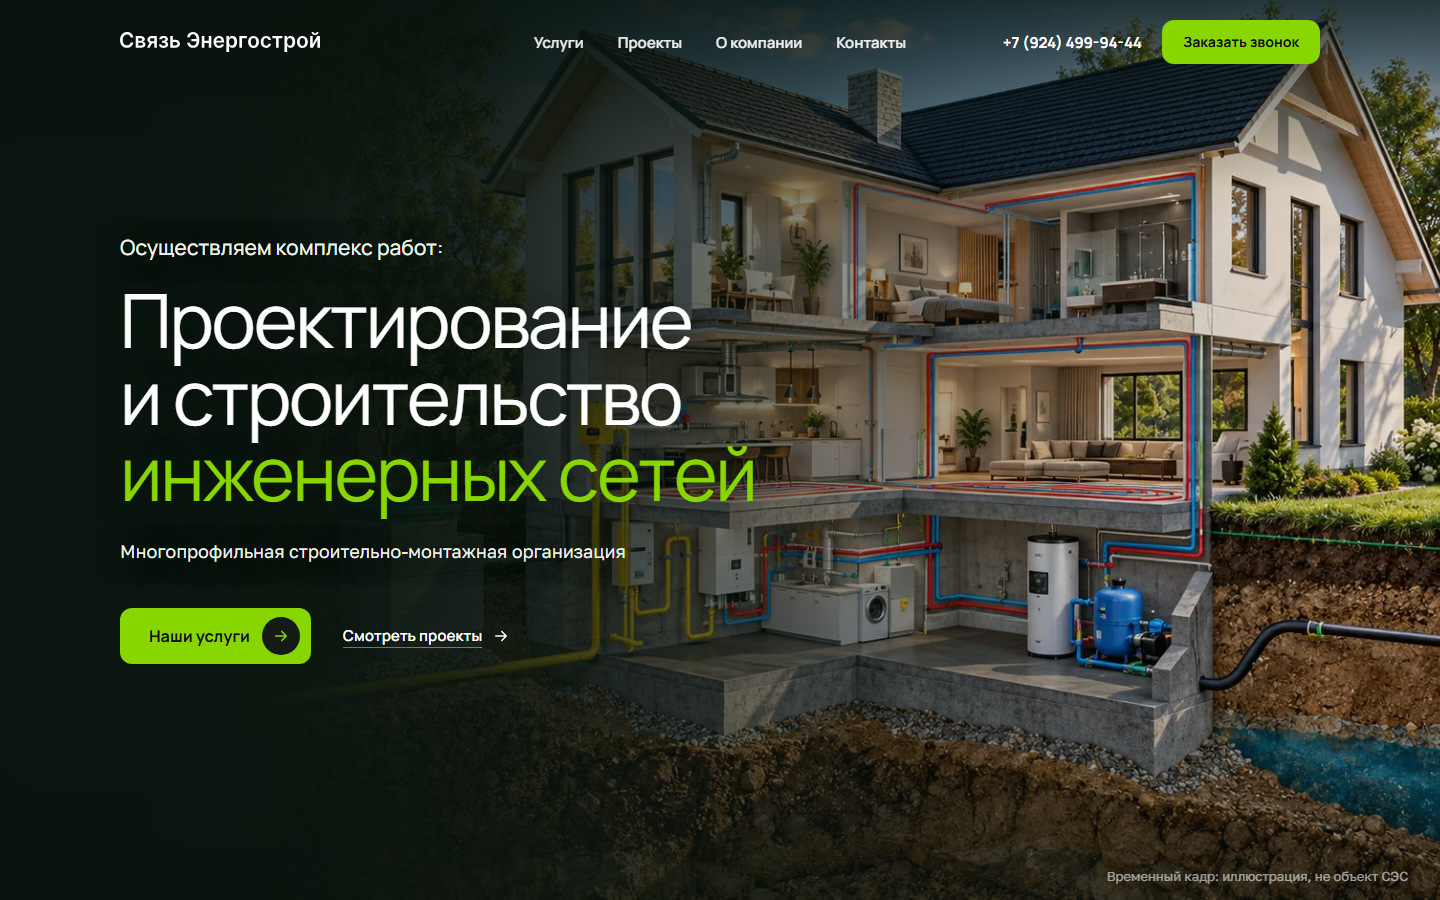 Связь Энергострой
Услуги
Проекты
О компании
Контакты
+7 (924) 499-94-44
Заказать звонок
Осуществляем комплекс работ:
Проектирование
и строительство
инженерных сетей
Многопрофильная строительно-монтажная организация
Наши услуги →
Смотреть проекты →
Временный кадр: иллюстрация, не объект СЭС